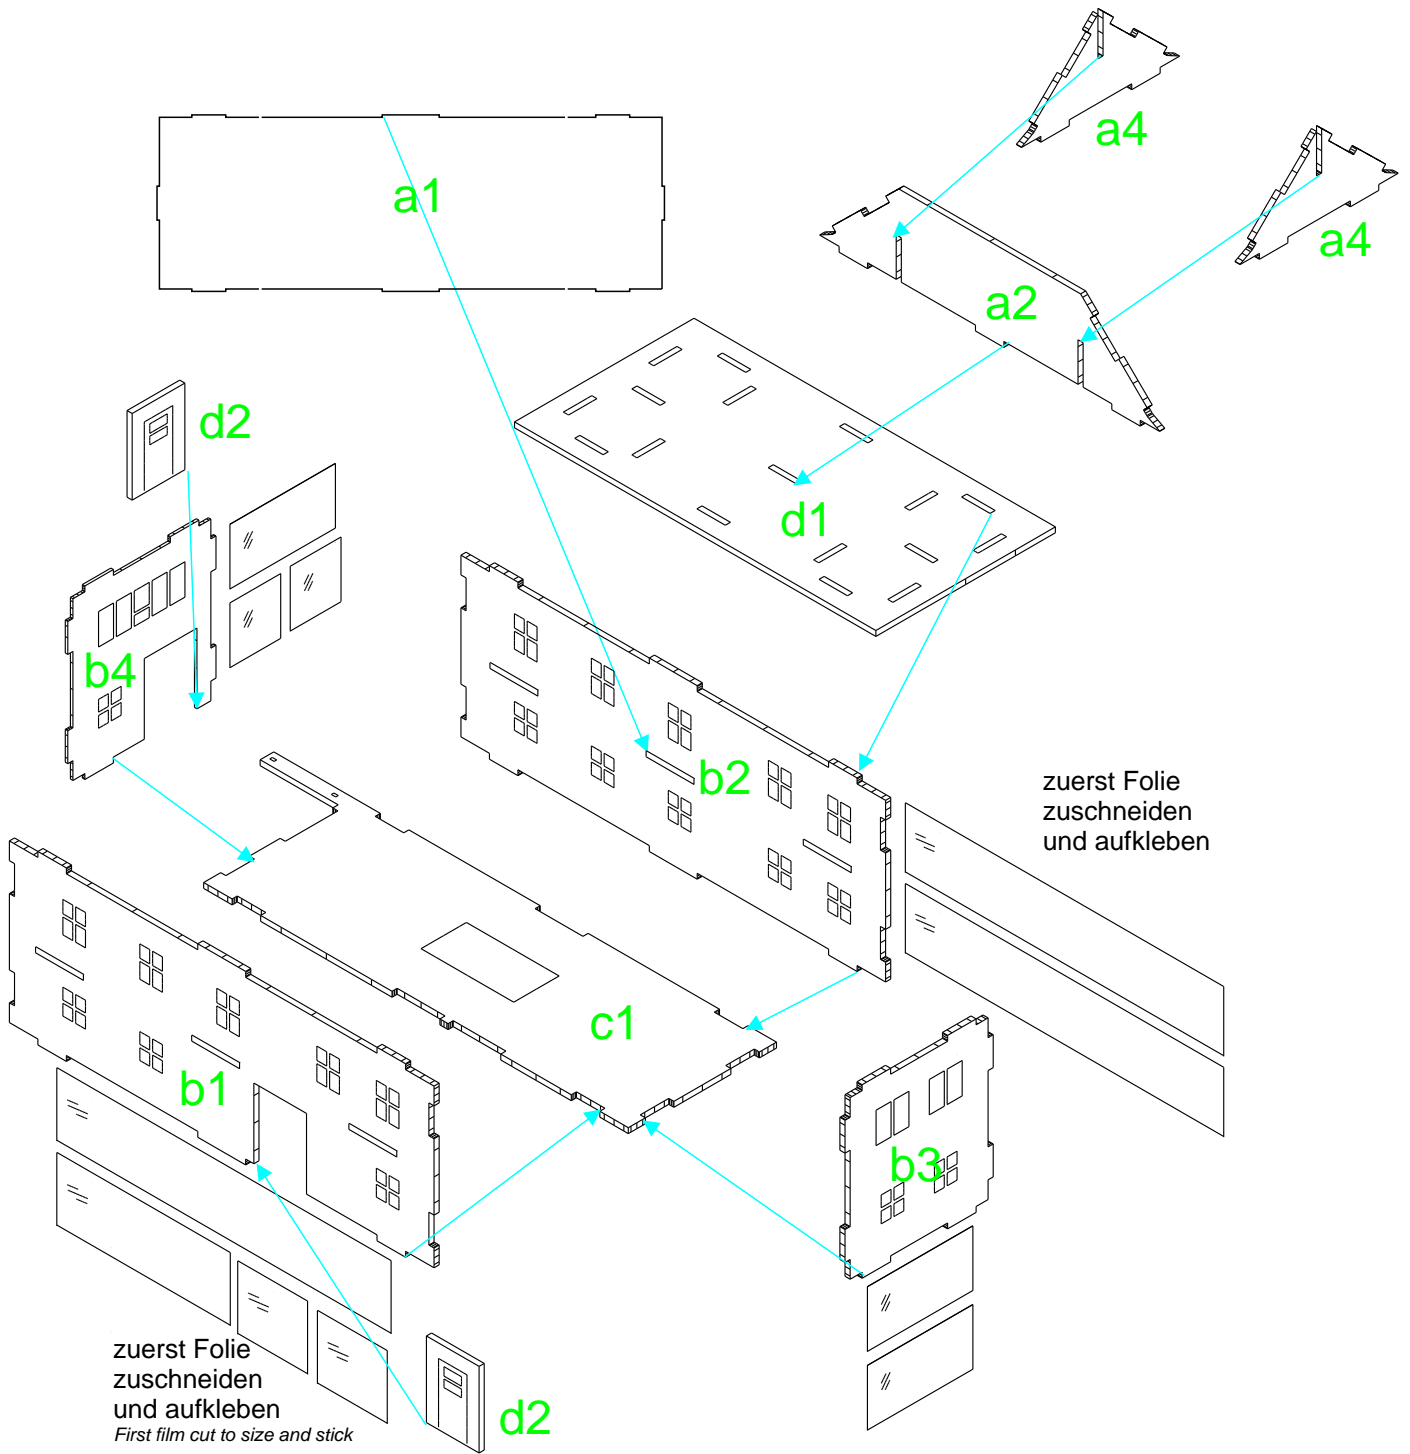 a4
a1
a4
a2
d2
d1
b4
b2
zuerst Folie
zuschneiden
und aufkleben
c1
b1
b3
zuerst Folie
zuschneiden
und aufkleben
First film cut to size and stick
d2